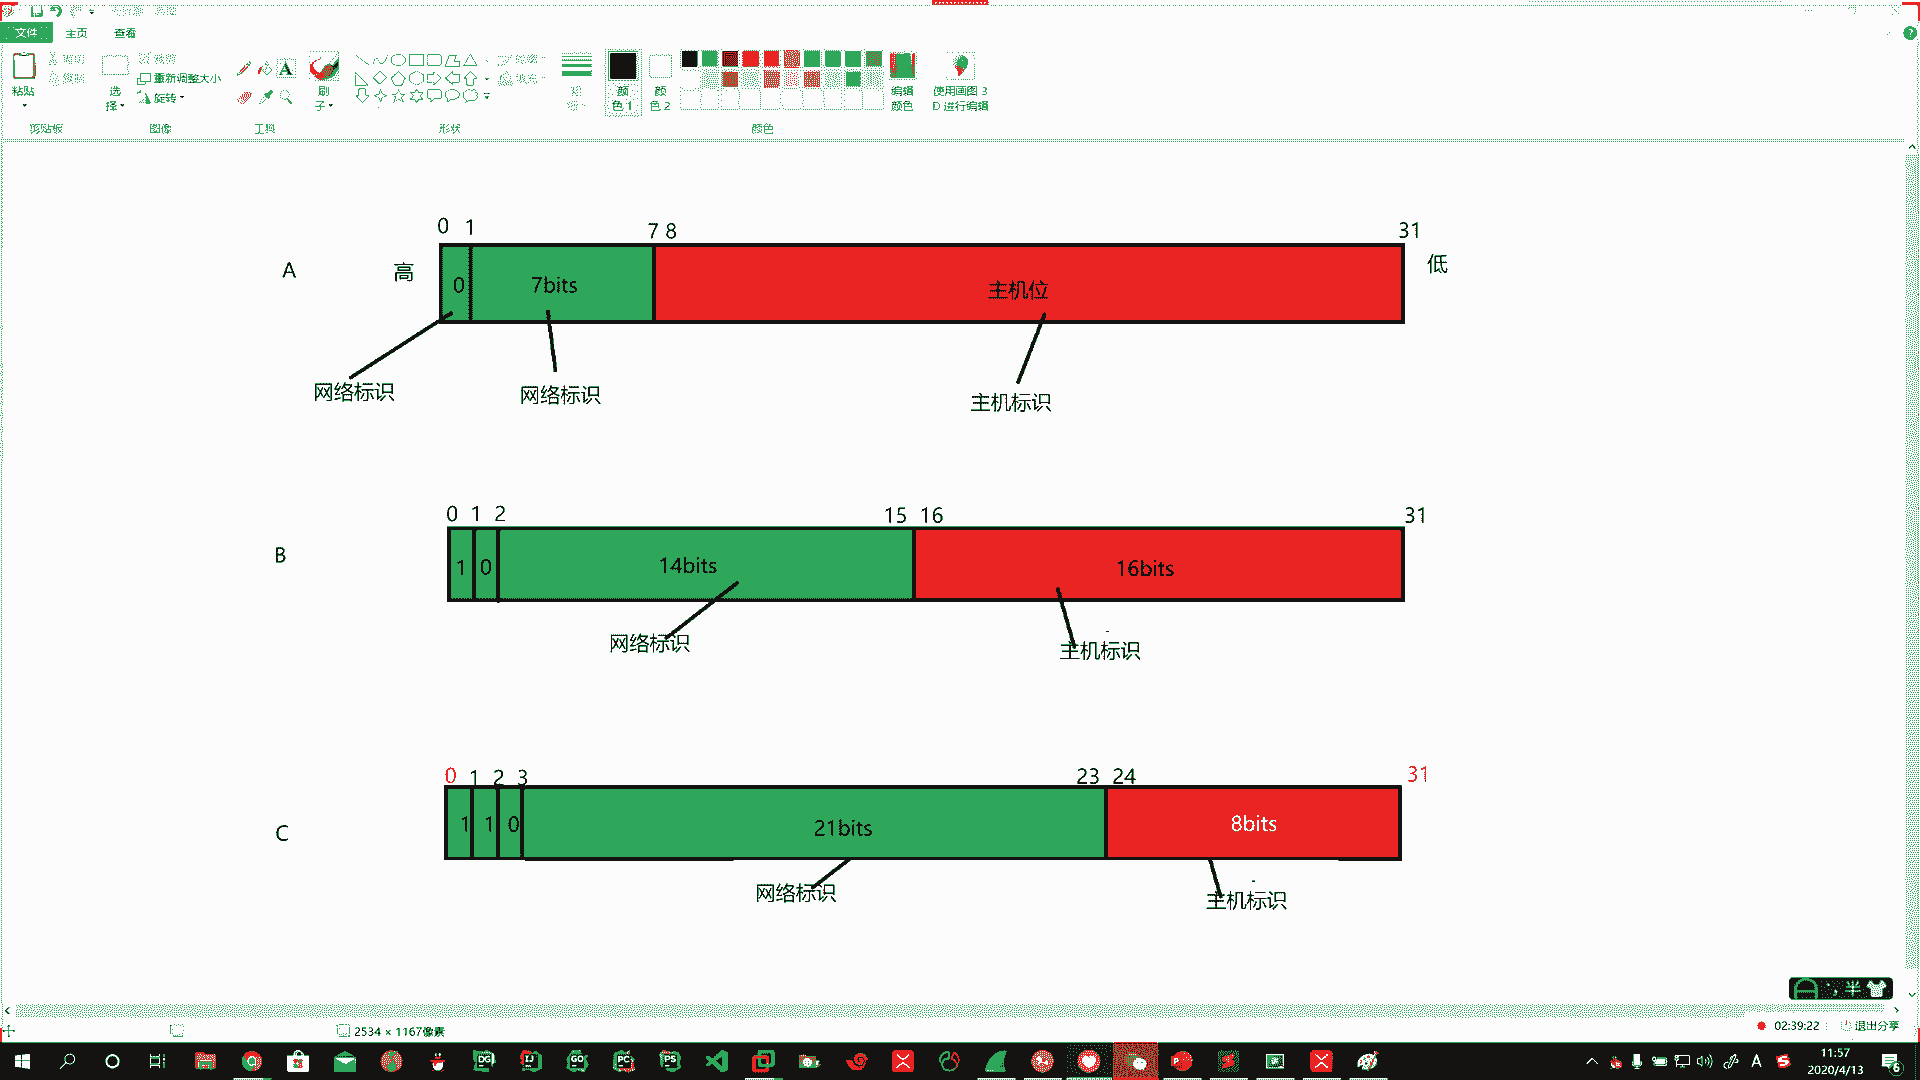 文件 主页 查看
粘贴
选择
重新调整大小
旋转
A
刷子
颜色 1
颜色 2
编辑颜色
使用画图 3D 进行编辑
剪贴板 图像 工具 形状 颜色
0 1 7 8 31
A 高 0 7bits 主机位 低
网络标识 网络标识 主机标识
0 1 2 15 16 31
B 1 0 14bits 16bits
网络标识 主机标识
0 1 2 3 23 24 31
C 1 1 0 21bits 8bits
网络标识 主机标识
半
2534 × 1167像素
02:39:22 退出分享
11:57
2020/4/13